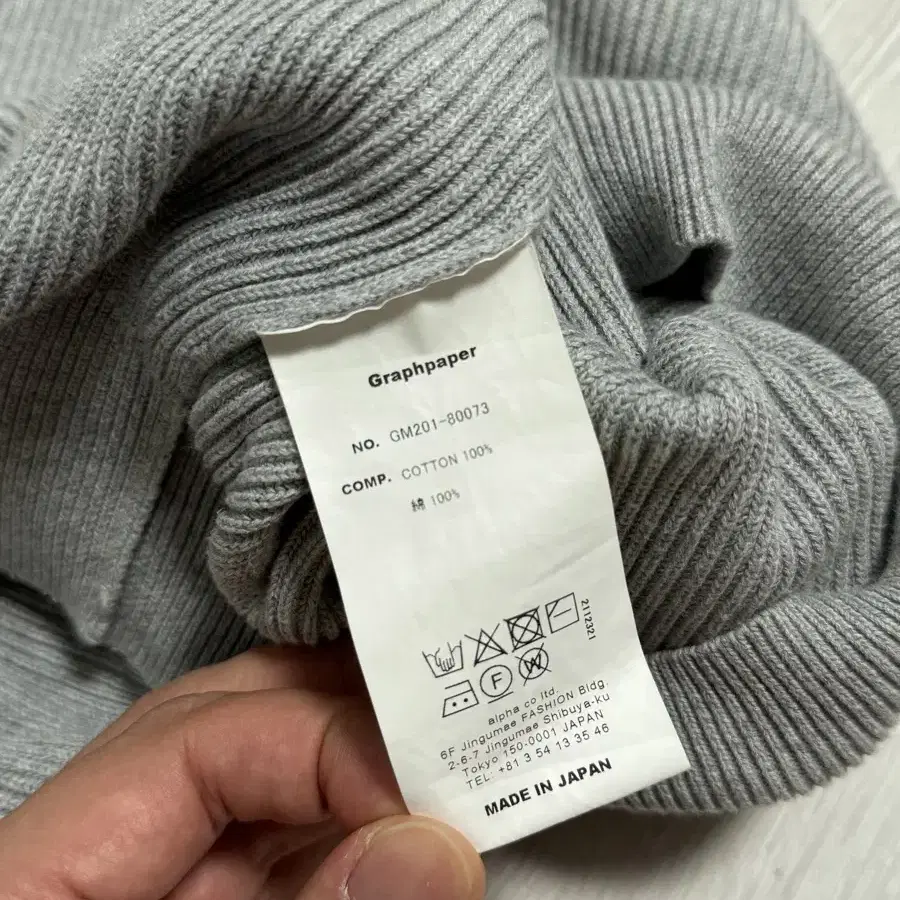 Graphpaper
NO. GM201-80073
COMP. COTTON 100%
綿 100%
2112321
F
W
alpha co ltd.
6F Jingumae FASHION Bldg.
2-6-7 Jingumae Shibuya-ku
Tokyo 150-0001 JAPAN
TEL: +81 3 54 13 35 46
MADE IN JAPAN